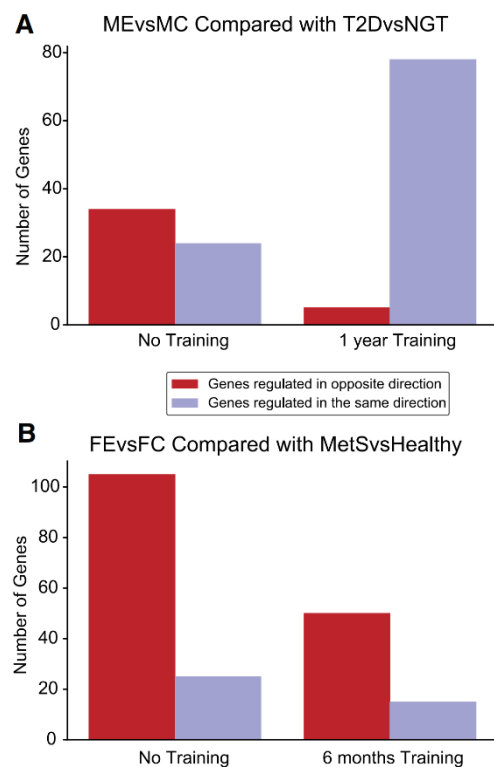 A
MEvsMC Compared with T2DvsNGT
Number of Genes
80
60
40
20
0
No Training
1 year Training
Genes regulated in opposite direction
Genes regulated in the same direction
B
FEvsFC Compared with MetSvsHealthy
Number of Genes
100
80
60
40
20
0
No Training
6 months Training